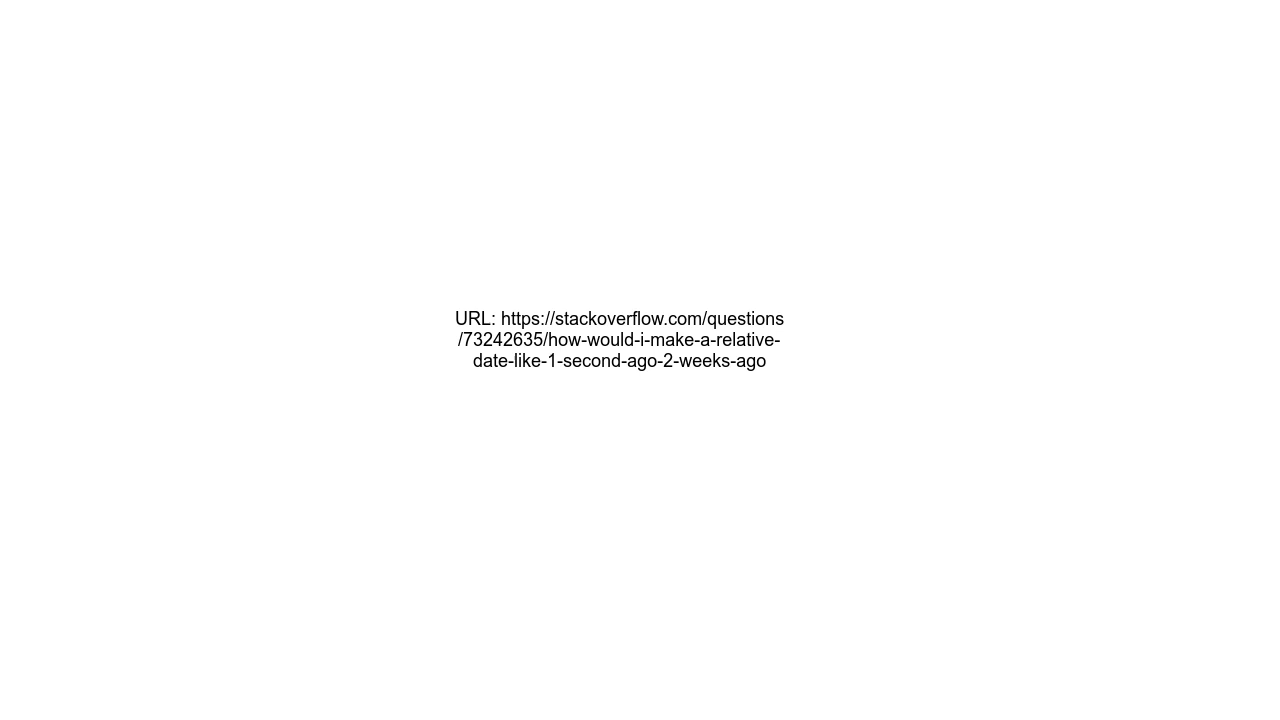 URL: https://stackoverflow.com/questions
/73242635/how-would-i-make-a-relative-
date-like-1-second-ago-2-weeks-ago